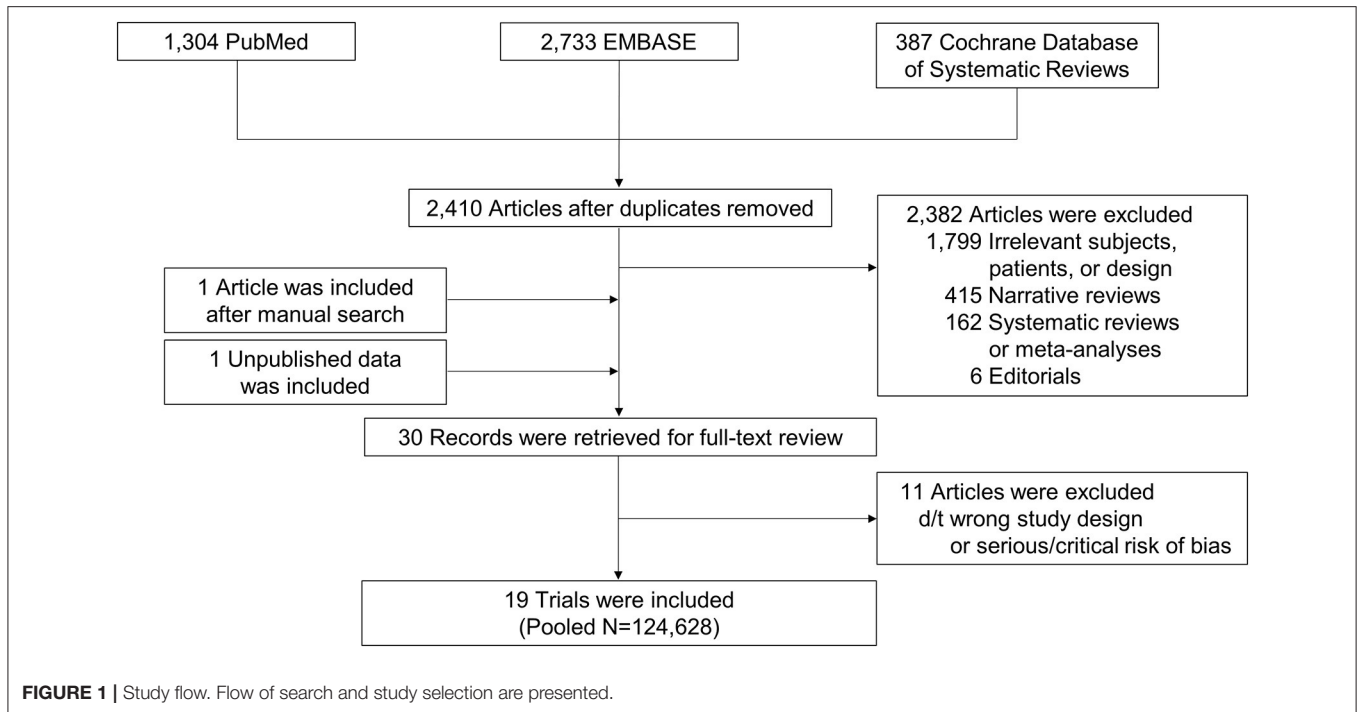 1,304 PubMed
2,733 EMBASE
387 Cochrane Database
of Systematic Reviews
2,410 Articles after duplicates removed
2,382 Articles were excluded
1,799 Irrelevant subjects,
patients, or design
415 Narrative reviews
162 Systematic reviews
or meta-analyses
6 Editorials
1 Article was included
after manual search
1 Unpublished data
was included
30 Records were retrieved for full-text review
11 Articles were excluded
d/t wrong study design
or serious/critical risk of bias
19 Trials were included
(Pooled N=124,628)
FIGURE 1 | Study flow. Flow of search and study selection are presented.